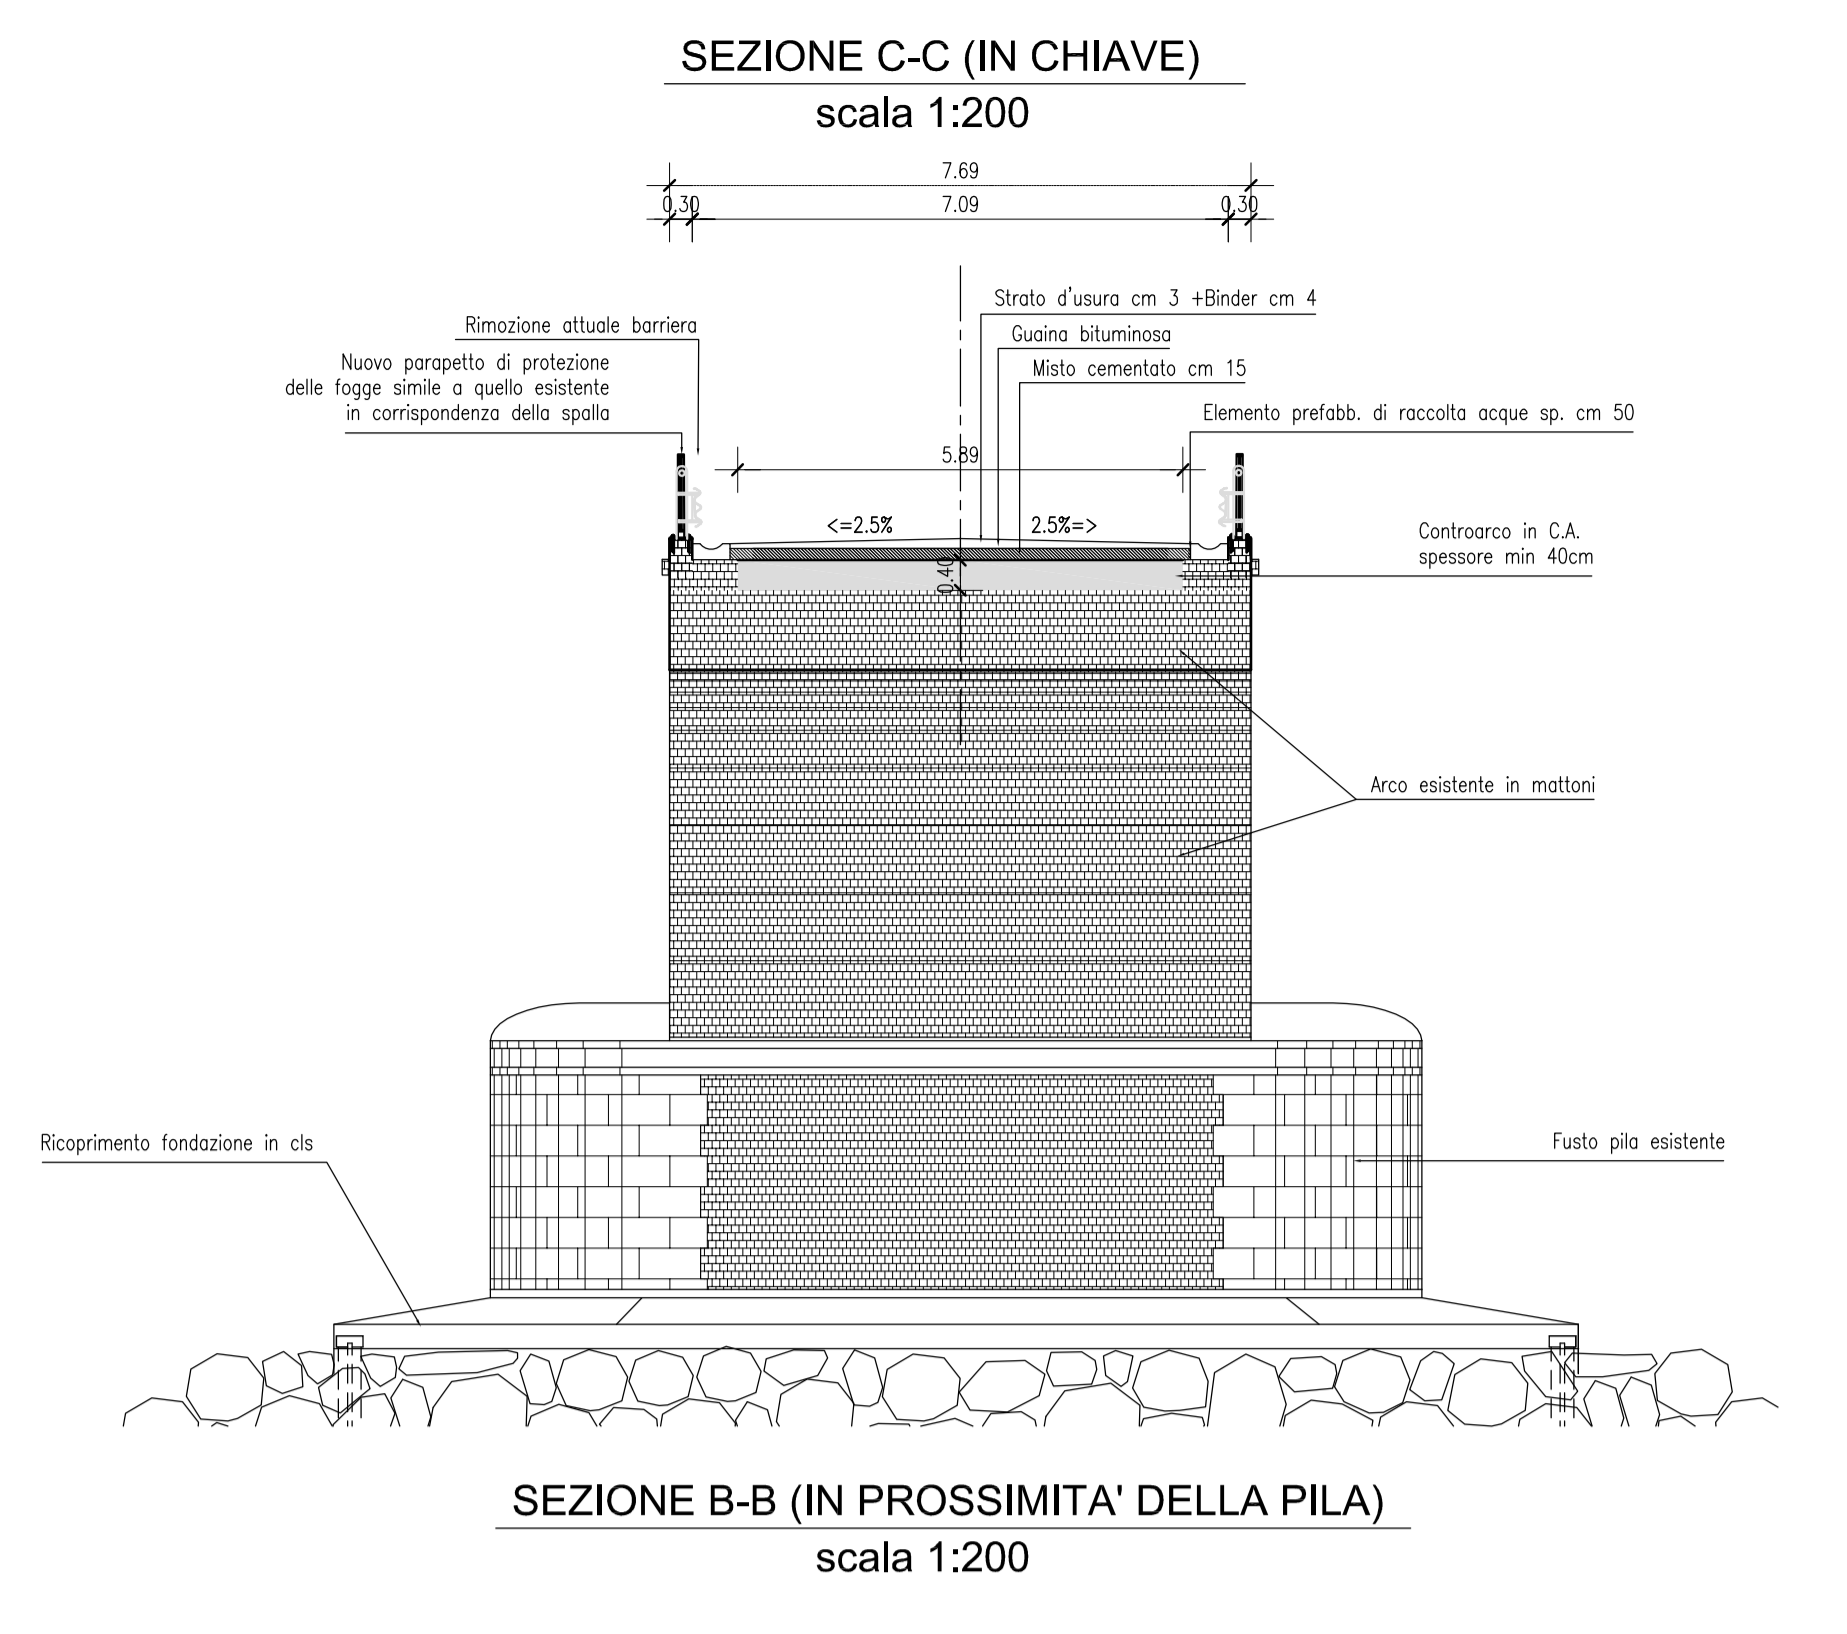 SEZIONE C-C (IN CHIAVE)
scala 1:200
7.69
0.30
7.09
0.30
Strato d'usura cm 3 +Binder cm 4
Rimozione attuale barriera
Guaina bituminosa
Nuovo parapetto di protezione
delle fogge simile a quello esistente
in corrispondenza della spalla
Misto cementato cm 15
Elemento prefabb. di raccolta acque sp. cm 50
5.89
<=2.5%
2.5%=>
Controarco in C.A.
spessore min 40cm
0.40
Arco esistente in mattoni
Ricoprimento fondazione in cls
Fusto pila esistente
SEZIONE B-B (IN PROSSIMITA' DELLA PILA)
scala 1:200